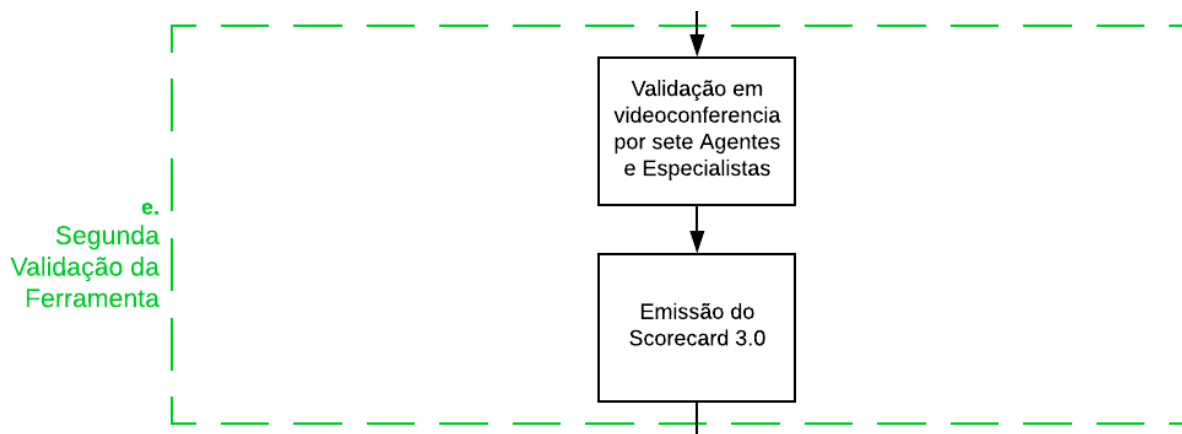 Validação em
videoconferencia
por sete Agentes
e Especialistas
e.
Segunda
Validação da
Ferramenta
Emissão do
Scorecard 3.0